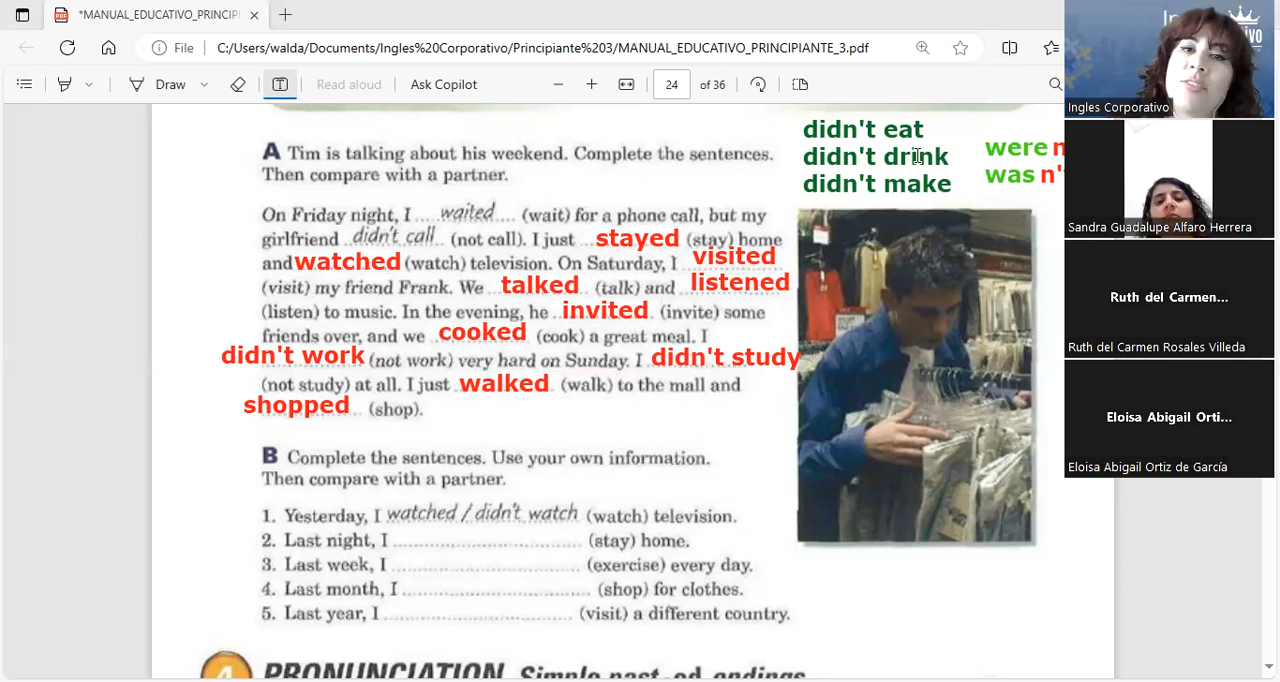 *MANUAL_EDUCATIVO_PRINCIPI
File
C:/Users/walda/Documents/Ingles%20Corporativo/Principiante %203/MANUAL_EDUCATIVO_PRINCIPIANTE_3.pdf
Draw
Read aloud
Ask Copilot
24 of 36
Ingles Corporativo
Sandra Guadalupe Alfaro Herrera
Ruth del Carmen...
Ruth del Carmen Rosales Villeda
Eloisa Abigail Orti...
Eloisa Abigail Ortiz de García
didn't eat
didn't drink
didn't make
were n
was n'
A Tim is talking about his weekend. Complete the sentences.
Then compare with a partner.
On Friday night, I waited (wait) for a phone call, but my
girlfriend didn't call (not call). I just stayed (stay) home
and watched (watch) television. On Saturday, I visited
(visit) my friend Frank. We talked (talk) and listened
(listen) to music. In the evening, he invited (invite) some
friends over, and we cooked (cook) a great meal. I
didn't work (not work) very hard on Sunday. I didn't study
(not study) at all. I just walked (walk) to the mall and
shopped (shop).
B Complete the sentences. Use your own information.
Then compare with a partner.
1. Yesterday, I watched / didn't watch (watch) television.
2. Last night, I (stay) home.
3. Last week, I (exercise) every day.
4. Last month, I (shop) for clothes.
5. Last year, I (visit) a different country.
4 PRONUNCIATION Simple past -ed endings